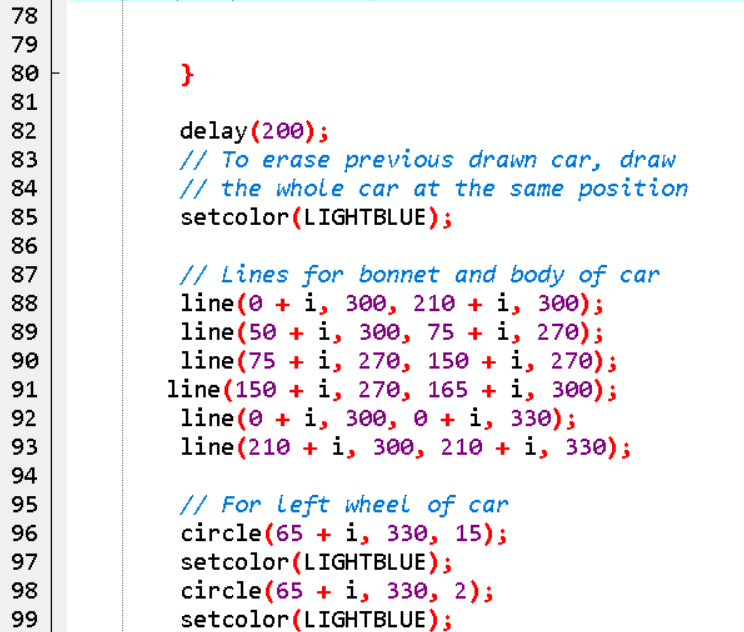 78
79
80 }
81
82 delay(200);
83 // To erase previous drawn car, draw
84 // the whole car at the same position
85 setcolor(LIGHTBLUE);
86
87 // Lines for bonnet and body of car
88 line(0 + i, 300, 210 + i, 300);
89 line(50 + i, 300, 75 + i, 270);
90 line(75 + i, 270, 150 + i, 270);
91 line(150 + i, 270, 165 + i, 300);
92 line(0 + i, 300, 0 + i, 330);
93 line(210 + i, 300, 210 + i, 330);
94
95 // For left wheel of car
96 circle(65 + i, 330, 15);
97 setcolor(LIGHTBLUE);
98 circle(65 + i, 330, 2);
99 setcolor(LIGHTBLUE);